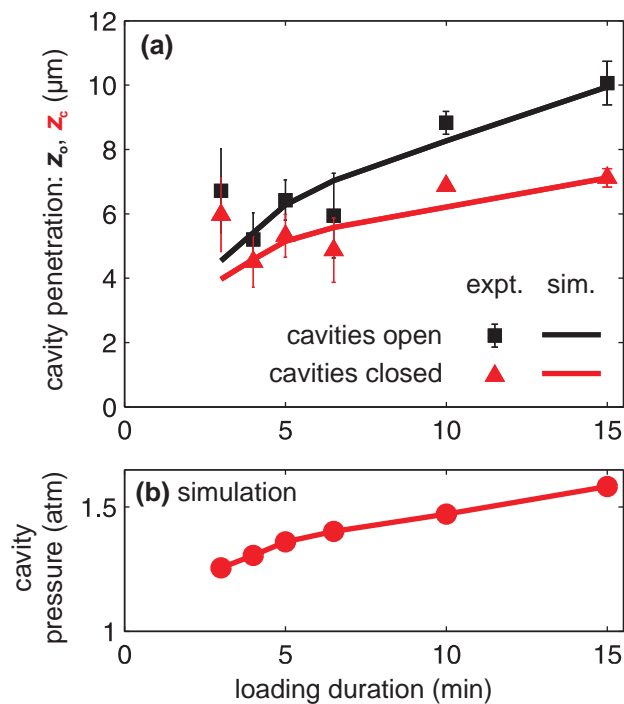 (a)
cavity penetration: zₒ, z꜀ (µm)
12
10
8
6
4
2
0
expt. sim.
cavities open
cavities closed
0 5 10 15
(b) simulation
cavity
pressure (atm)
1.5
1
0 5 10 15
loading duration (min)